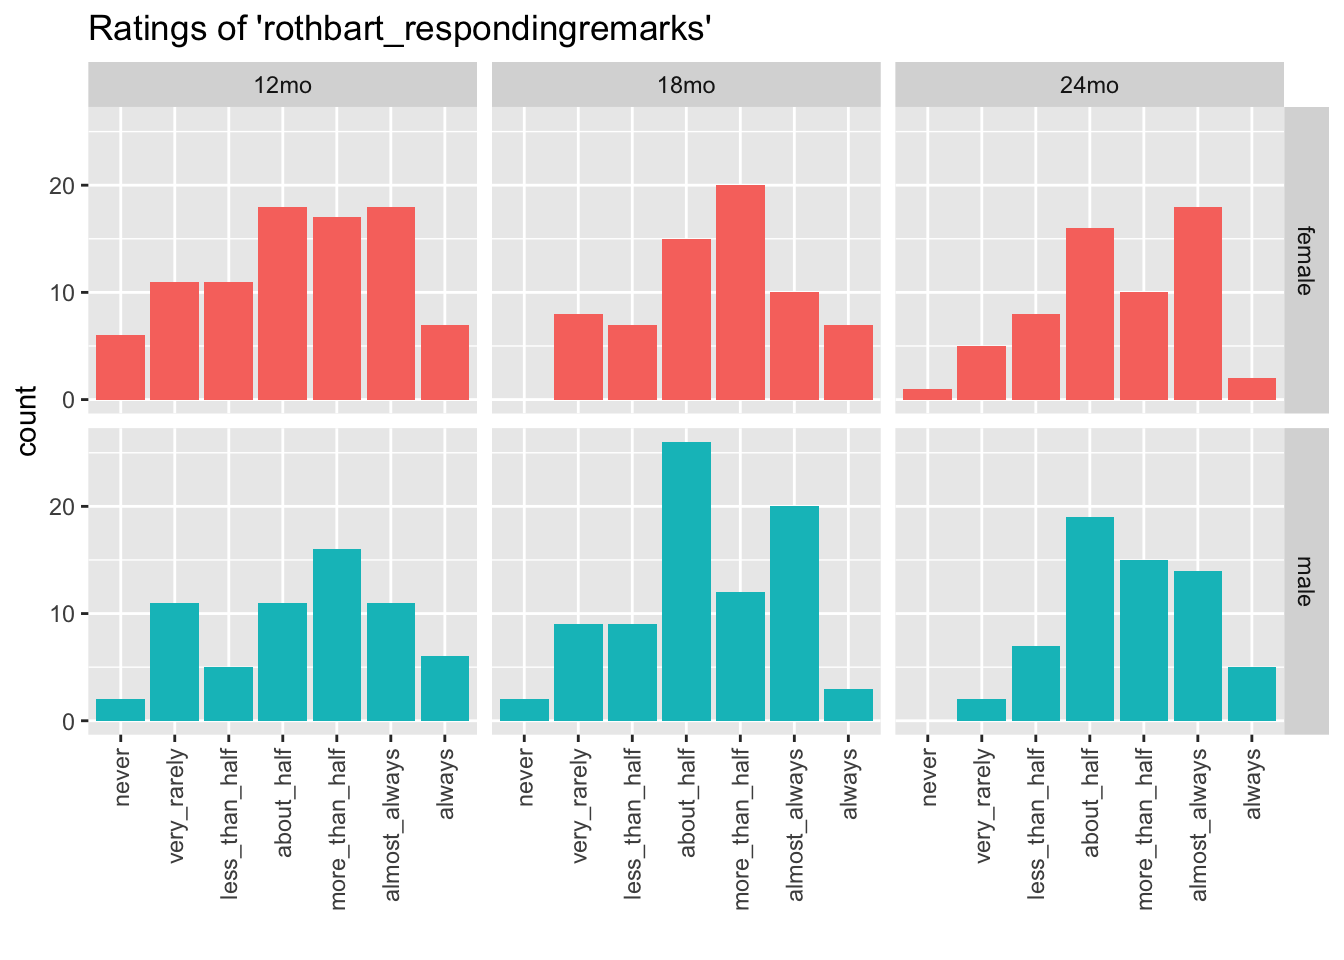 Ratings of 'rothbart_respondingremarks'
12mo
18mo
24mo
20
10
0
female
count
20
10
0
male
never
very_rarely
less_than_half
about_half
more_than_half
almost_always
always
never
very_rarely
less_than_half
about_half
more_than_half
almost_always
always
never
very_rarely
less_than_half
about_half
more_than_half
almost_always
always